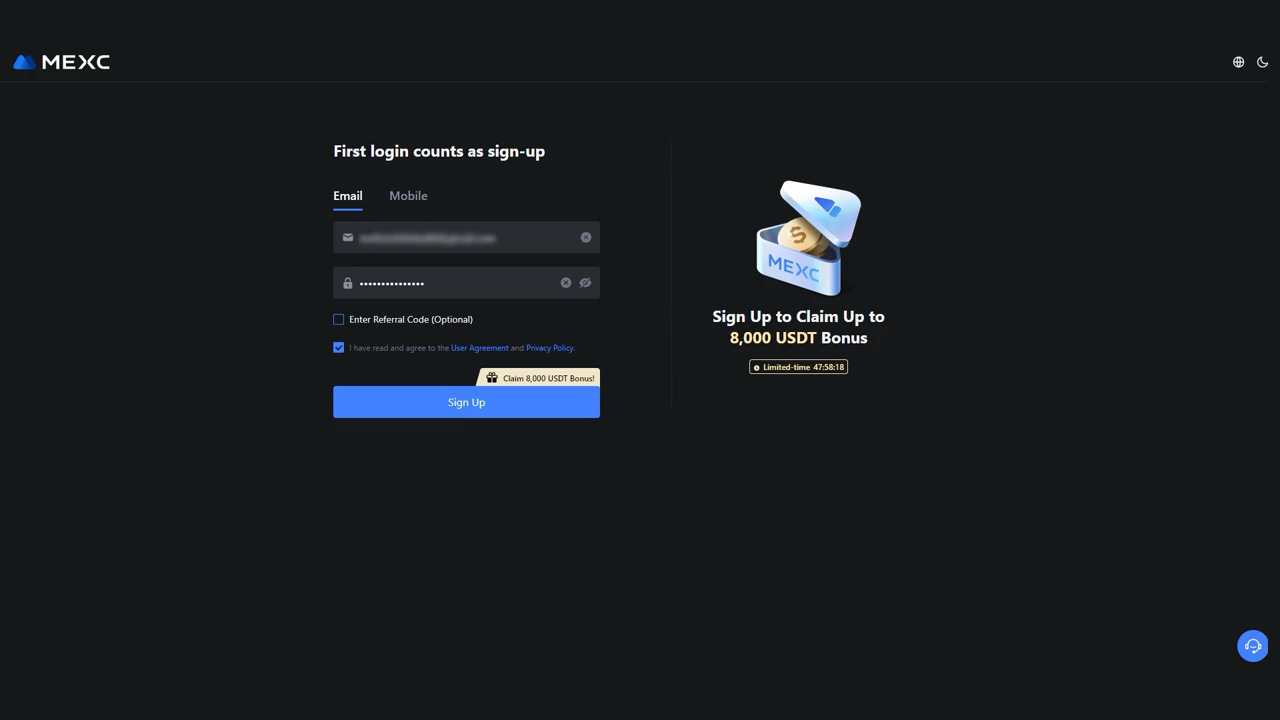 MEXC
First login counts as sign-up
Email
Mobile
•••••••••••••••
Enter Referral Code (Optional)
I have read and agree to the User Agreement and Privacy Policy.
Claim 8,000 USDT Bonus!
Sign Up
MEXC
Sign Up to Claim Up to
8,000 USDT Bonus
Limited-time 47:58:18